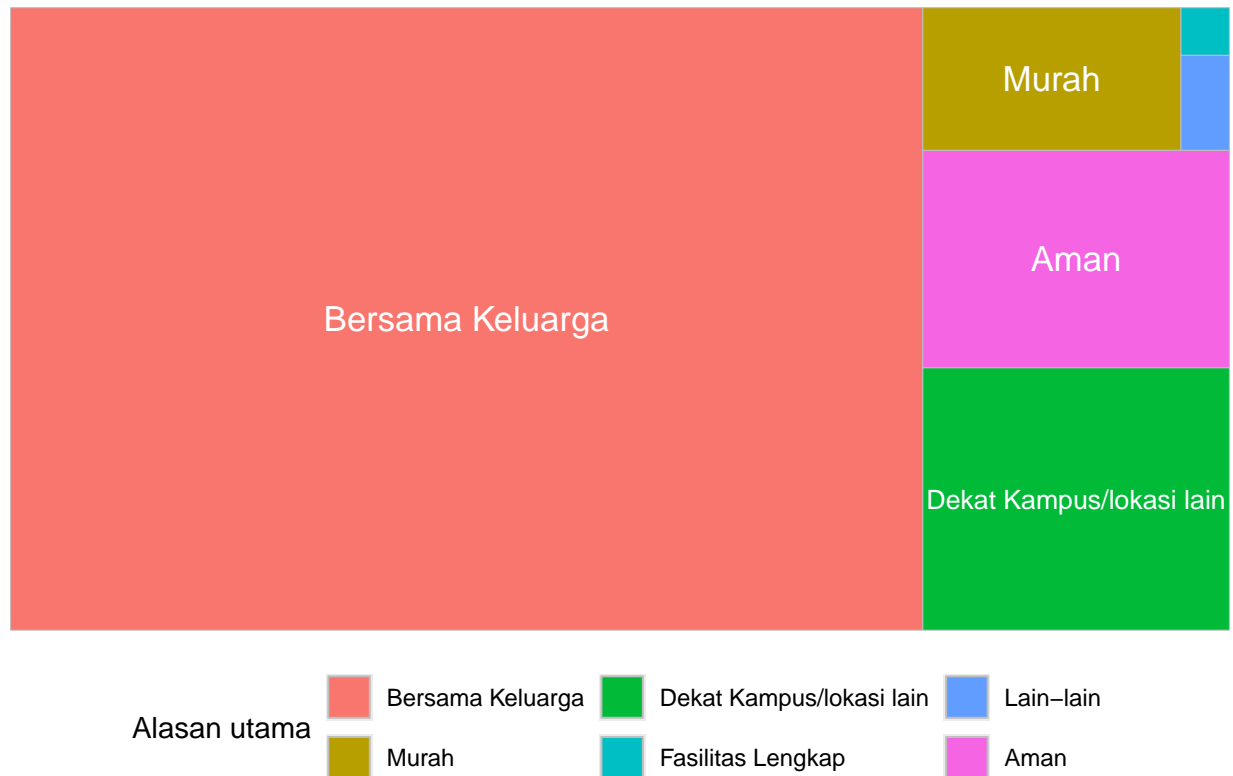 Murah
Aman
Bersama Keluarga
Dekat Kampus/lokasi lain
Alasan utama
Bersama Keluarga
Dekat Kampus/lokasi lain
Lain−lain
Murah
Fasilitas Lengkap
Aman